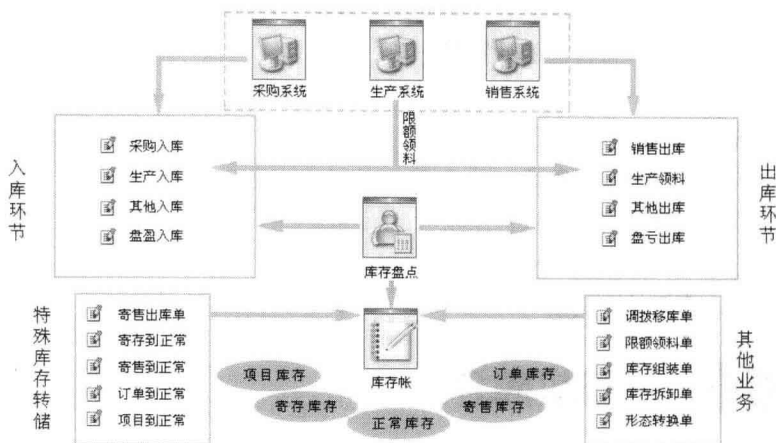 采购系统
生产系统
销售系统
限额领料
入库环节
采购入库
生产入库
其他入库
盘盈入库
出库环节
销售出库
生产领料
其他出库
盘亏出库
库存盘点
特殊库存转储
寄售出库单
寄存到正常
寄售到正常
订单到正常
项目到正常
库存帐
项目库存
寄存库存
正常库存
寄售库存
订单库存
其他业务
调拨移库单
限额领料单
库存组装单
库存拆卸单
形态转换单